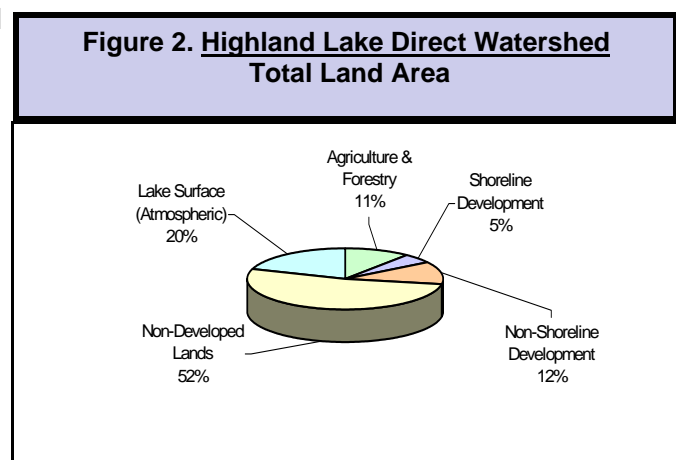 Figure 2. Highland Lake Direct Watershed
Total Land Area
Agriculture &
Forestry
11%
Shoreline
Development
5%
Lake Surface
(Atmospheric)
20%
Non-Developed
Lands
52%
Non-Shoreline
Development
12%